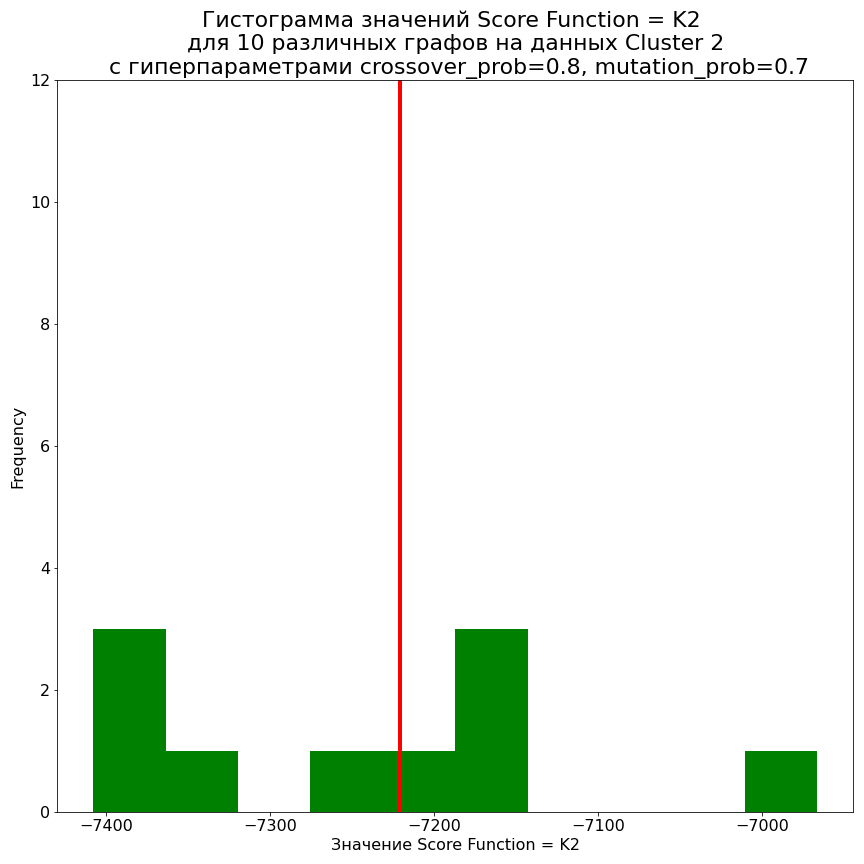 Гистограмма значений Score Function = K2
для 10 различных графов на данных Cluster 2
с гиперпараметрами crossover_prob=0.8, mutation_prob=0.7
12
10
8
6
4
2
0
Frequency
−7400 −7300 −7200 −7100 −7000
Значение Score Function = K2